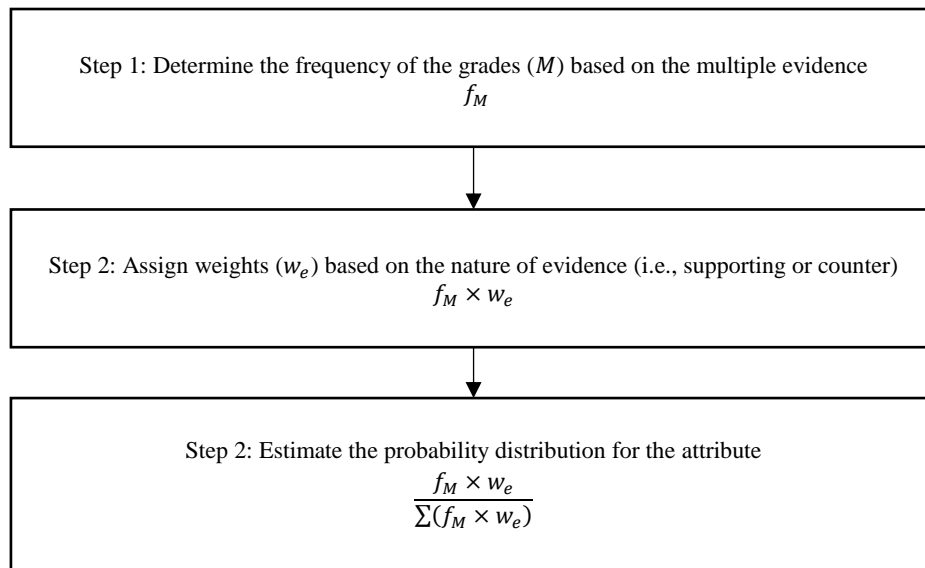 Step 1: Determine the frequency of the grades (𝑀) based on the multiple evidence
𝑓_𝑀
Step 2: Assign weights (𝑤_𝑒) based on the nature of evidence (i.e., supporting or counter)
𝑓_𝑀 × 𝑤_𝑒
Step 2: Estimate the probability distribution for the attribute
𝑓_𝑀 × 𝑤_𝑒
∑(𝑓_𝑀 × 𝑤_𝑒)